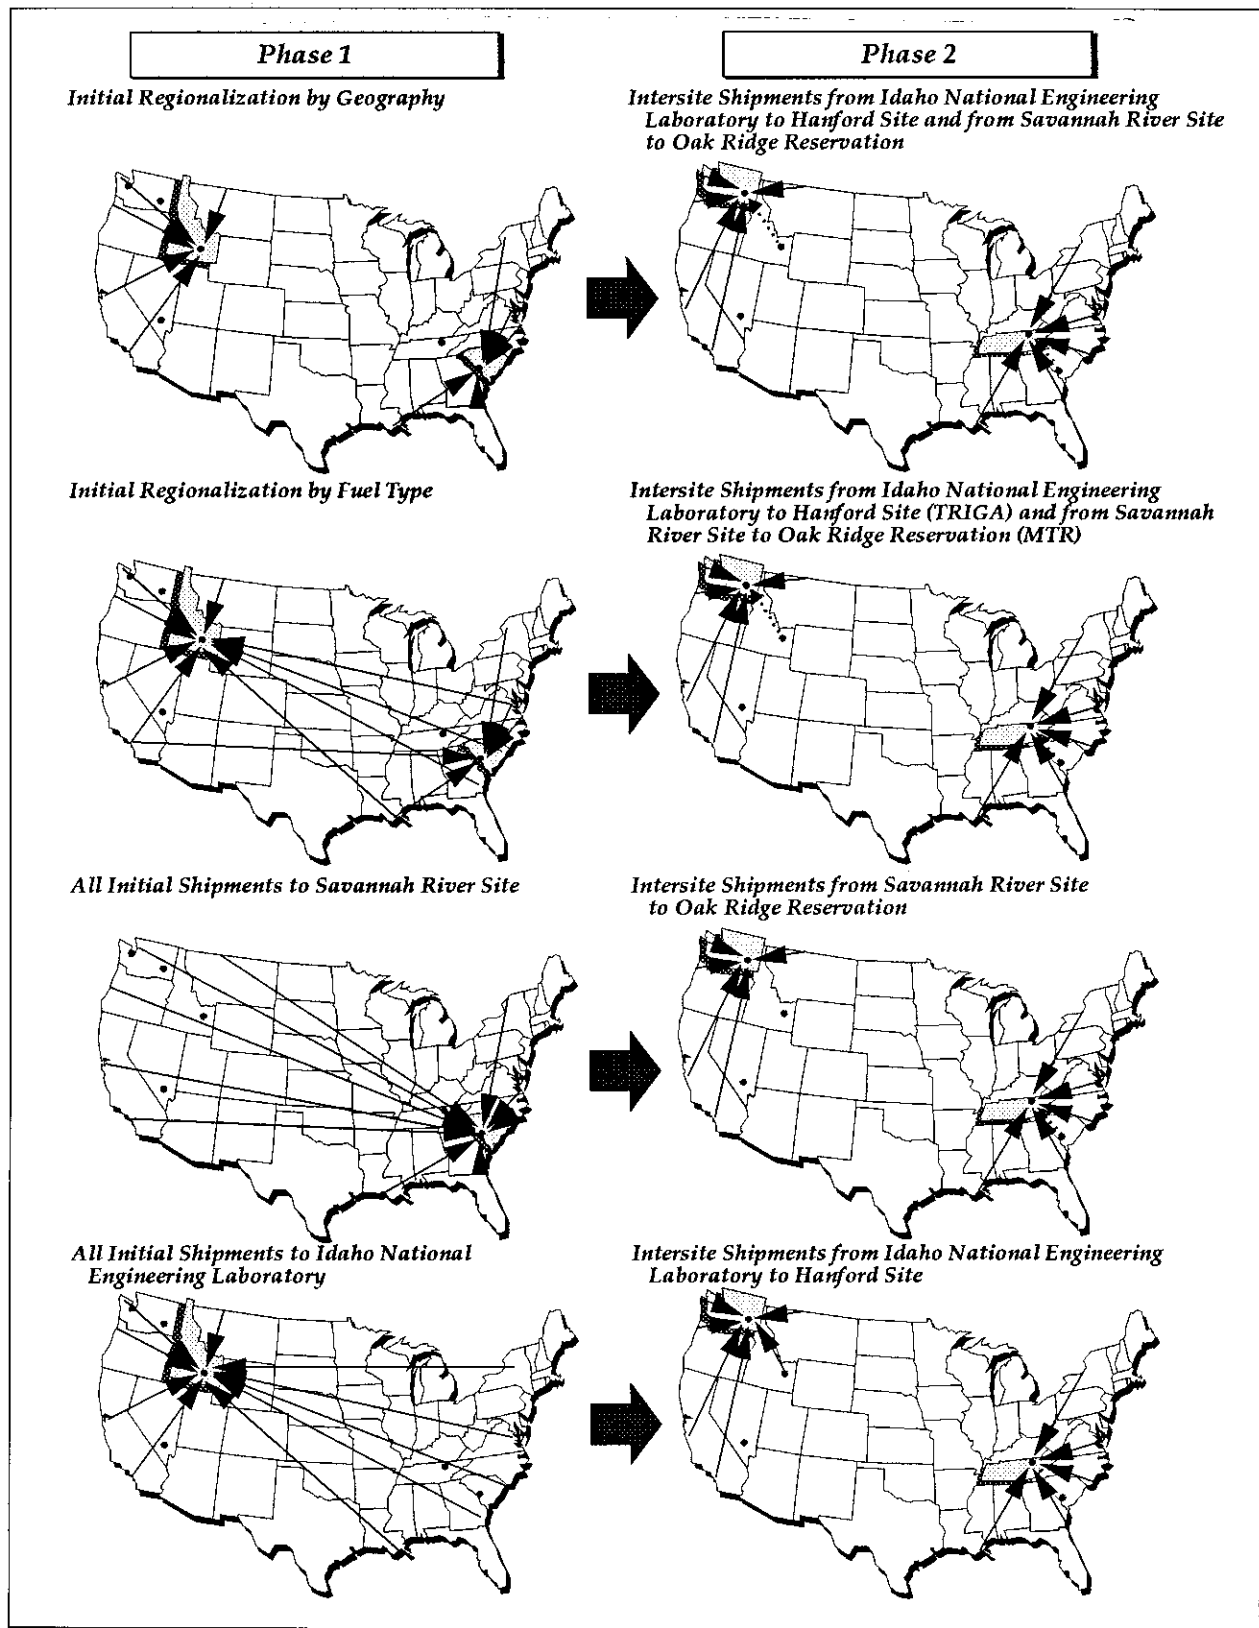 Phase 1
Phase 2
Initial Regionalization by Geography
Intersite Shipments from Idaho National Engineering
Laboratory to Hanford Site and from Savannah River Site
to Oak Ridge Reservation
Initial Regionalization by Fuel Type
Intersite Shipments from Idaho National Engineering
Laboratory to Hanford Site (TRIGA) and from Savannah
River Site to Oak Ridge Reservation (MTR)
All Initial Shipments to Savannah River Site
Intersite Shipments from Savannah River Site
to Oak Ridge Reservation
All Initial Shipments to Idaho National
Engineering Laboratory
Intersite Shipments from Idaho National Engineering
Laboratory to Hanford Site